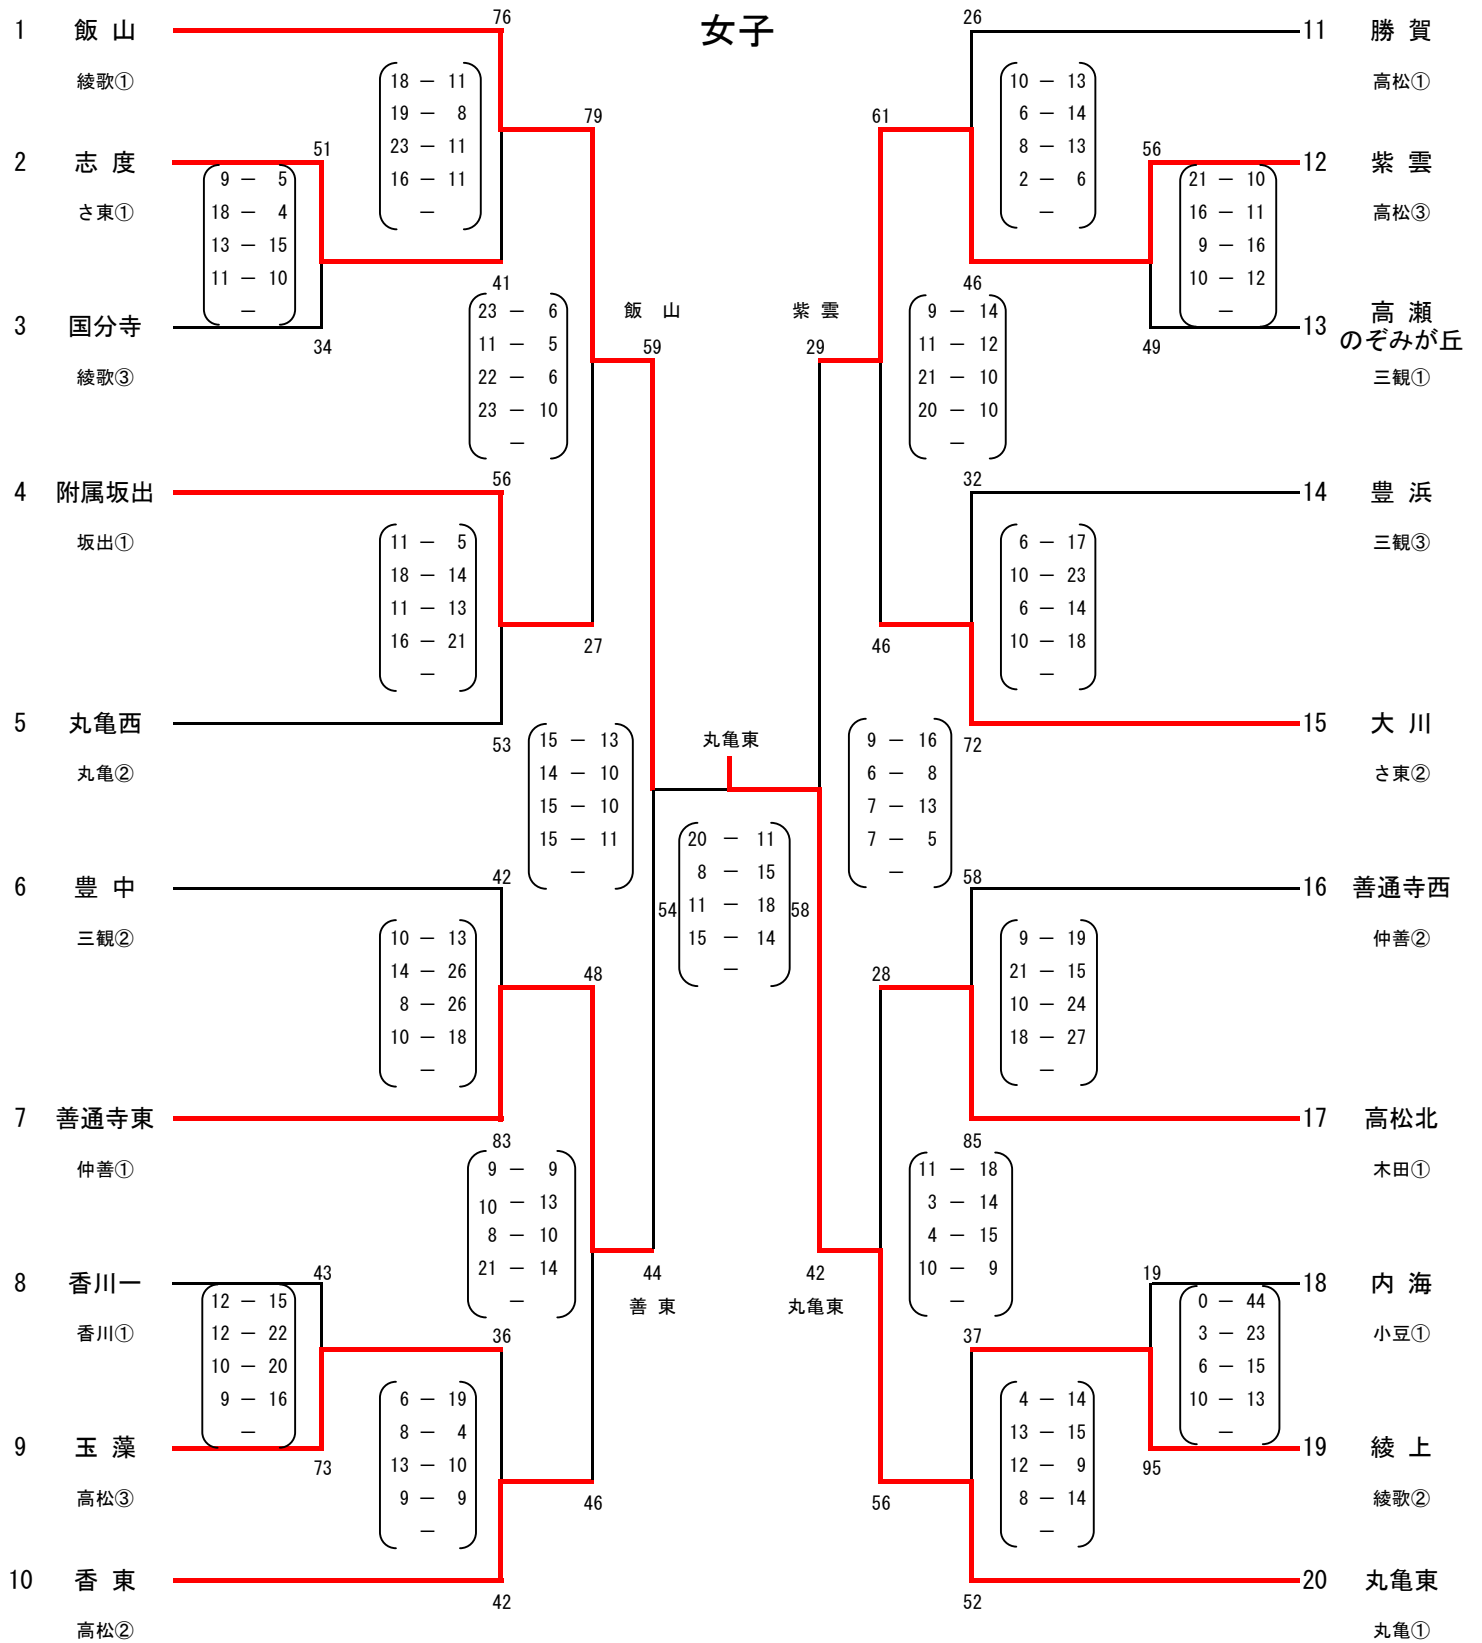 女子
1 飯 山
綾歌①
2 志 度
さ東①
3 国分寺
綾歌③
4 附属坂出
坂出①
5 丸亀西
丸亀②
6 豊 中
三観②
7 善通寺東
仲善①
8 香川一
香川①
9 玉 藻
高松③
10 香 東
高松②
51
9 － 5
18 － 4
13 － 15
11 － 10
－
34
43
12 － 15
12 － 22
10 － 20
9 － 16
－
73
76
18 － 11
19 － 8
23 － 11
16 － 11
－
41
56
11 － 5
18 － 14
11 － 13
16 － 21
－
53
42
10 － 13
14 － 26
8 － 26
10 － 18
－
83
36
6 － 19
8 － 4
13 － 10
9 － 9
－
42
79
23 － 6
11 － 5
22 － 6
23 － 10
－
27
48
9 － 9
10 － 13
8 － 10
21 － 14
－
46
飯 山
59
15 － 13
14 － 10
15 － 10
15 － 11
－
44
善 東
丸亀東
54
20 － 11
8 － 15
11 － 18
15 － 14
－
58
紫 雲
29
9 － 16
6 － 8
7 － 13
7 － 5
－
42
丸亀東
61
9 － 14
11 － 12
21 － 10
20 － 10
－
46
28
11 － 18
3 － 14
4 － 15
10 － 9
－
56
26
10 － 13
6 － 14
8 － 13
2 － 6
－
46
32
6 － 17
10 － 23
6 － 14
10 － 18
－
72
58
9 － 19
21 － 15
10 － 24
18 － 27
－
85
37
4 － 14
13 － 15
12 － 9
8 － 14
－
52
56
21 － 10
16 － 11
9 － 16
10 － 12
－
49
19
0 － 44
3 － 23
6 － 15
10 － 13
－
95
11 勝 賀
高松①
12 紫 雲
高松③
13 高 瀬
のぞみが丘
三観①
14 豊 浜
三観③
15 大 川
さ東②
16 善通寺西
仲善②
17 高松北
木田①
18 内 海
小豆①
19 綾 上
綾歌②
20 丸亀東
丸亀①